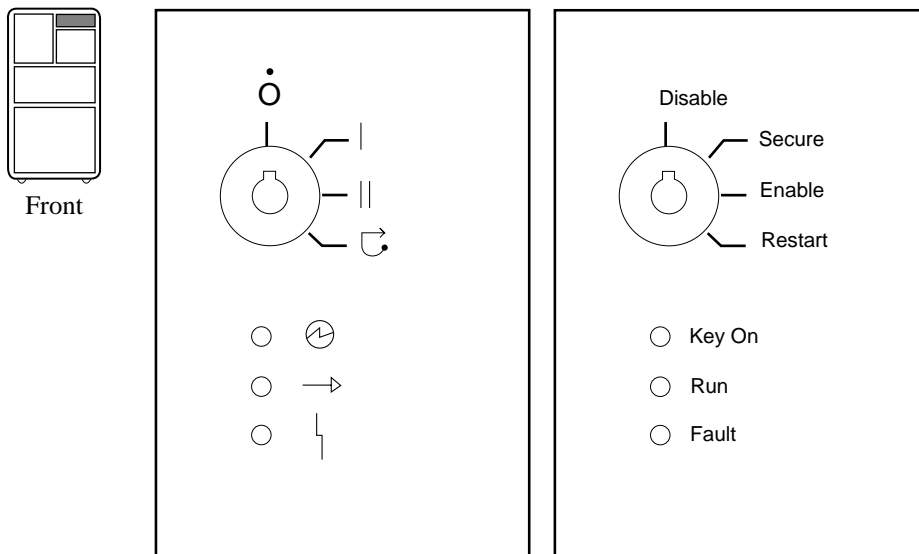 Front
O
|
||
Disable
Secure
Enable
Restart
Key On
Run
Fault